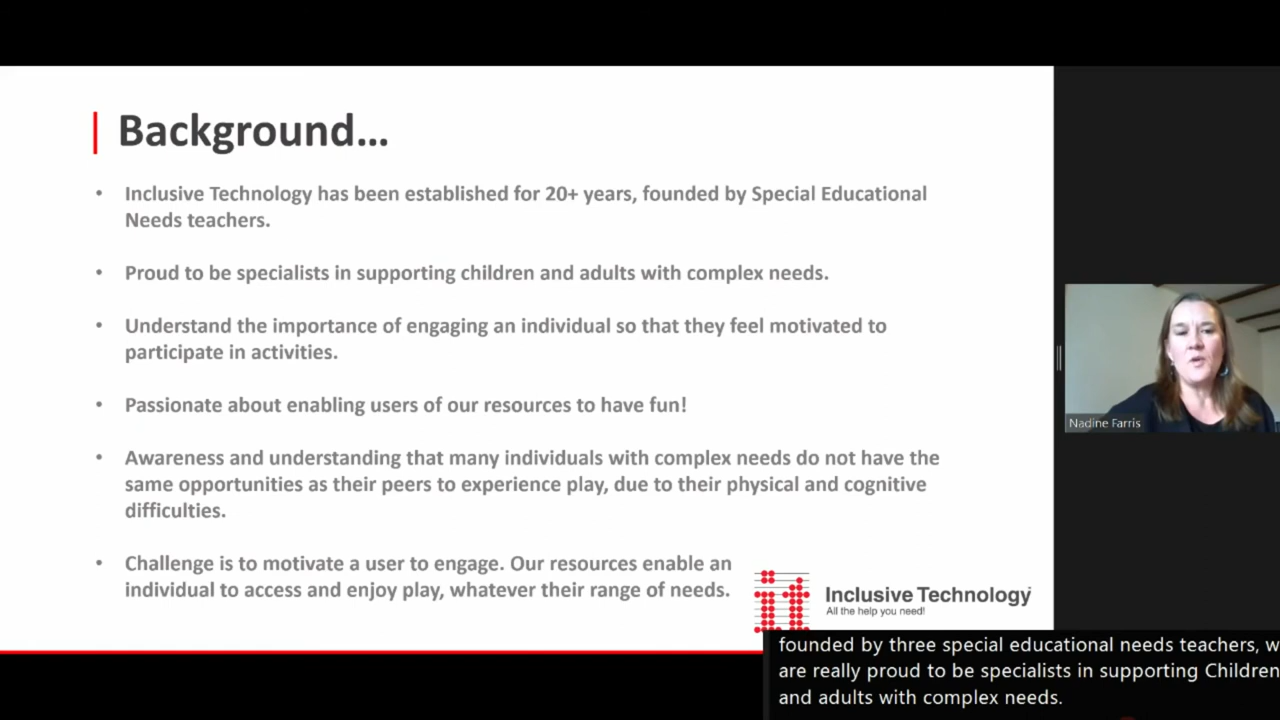 Background...
• Inclusive Technology has been established for 20+ years, founded by Special Educational
Needs teachers.
• Proud to be specialists in supporting children and adults with complex needs.
• Understand the importance of engaging an individual so that they feel motivated to
participate in activities.
• Passionate about enabling users of our resources to have fun!
• Awareness and understanding that many individuals with complex needs do not have the
same opportunities as their peers to experience play, due to their physical and cognitive
difficulties.
• Challenge is to motivate a user to engage. Our resources enable an
individual to access and enjoy play, whatever their range of needs.
it
Inclusive Technology
All the help you need!
Nadine Farris
founded by three special educational needs teachers,
are really proud to be specialists in supporting Children
and adults with complex needs.